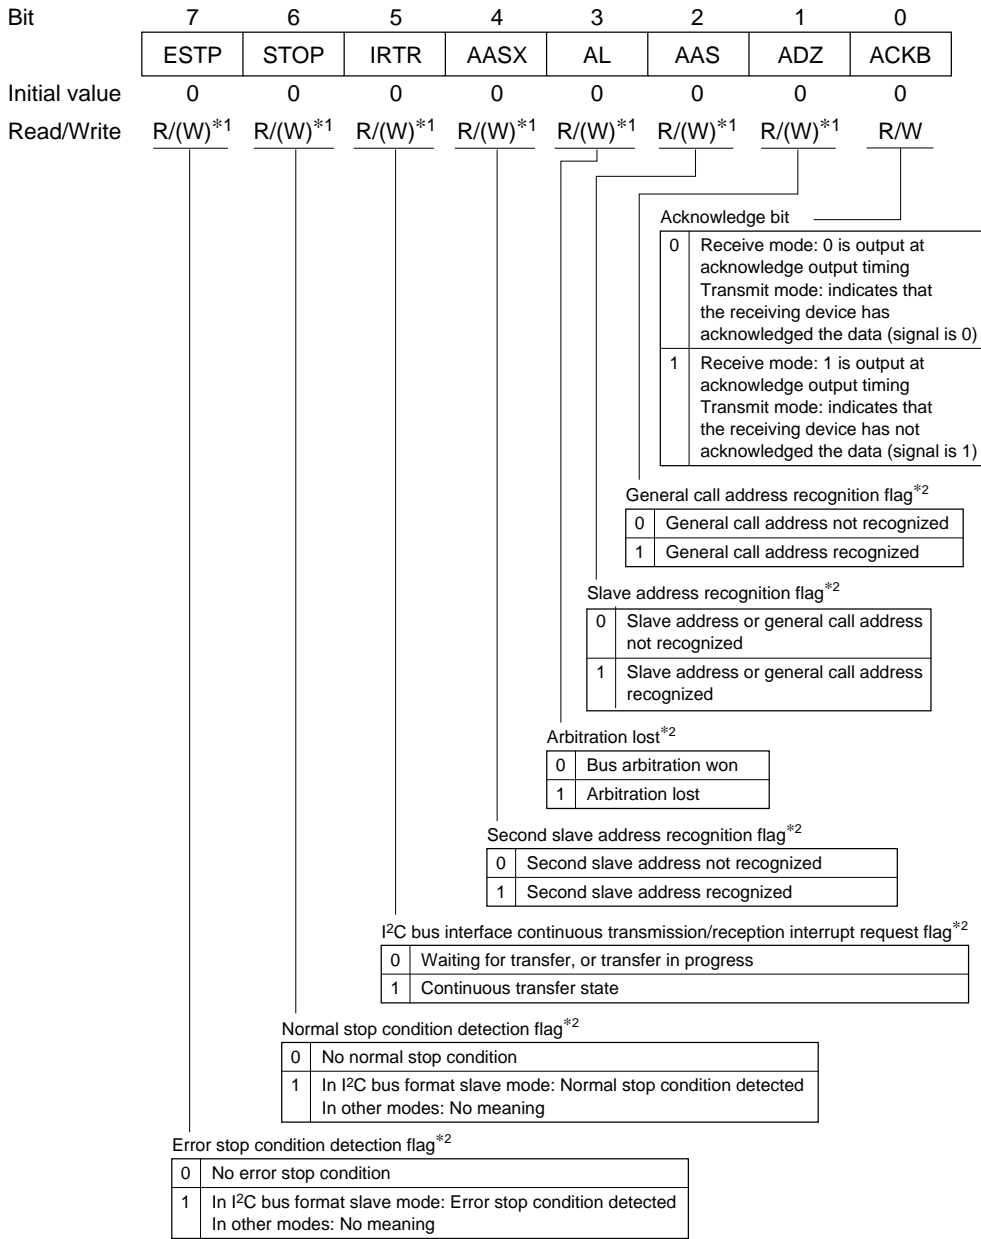 Bit 7 6 5 4 3 2 1 0
ESTP STOP IRTR AASX AL AAS ADZ ACKB
Initial value 0 0 0 0 0 0 0 0
Read/Write R/(W)*1 R/(W)*1 R/(W)*1 R/(W)*1 R/(W)*1 R/(W)*1 R/(W)*1 R/W
Acknowledge bit
0 Receive mode: 0 is output at
acknowledge output timing
Transmit mode: indicates that
the receiving device has
acknowledged the data (signal is 0)
1 Receive mode: 1 is output at
acknowledge output timing
Transmit mode: indicates that
the receiving device has not
acknowledged the data (signal is 1)
General call address recognition flag*2
0 General call address not recognized
1 General call address recognized
Slave address recognition flag*2
0 Slave address or general call address
not recognized
1 Slave address or general call address
recognized
Arbitration lost*2
0 Bus arbitration won
1 Arbitration lost
Second slave address recognition flag*2
0 Second slave address not recognized
1 Second slave address recognized
I2C bus interface continuous transmission/reception interrupt request flag*2
0 Waiting for transfer, or transfer in progress
1 Continuous transfer state
Normal stop condition detection flag*2
0 No normal stop condition
1 In I2C bus format slave mode: Normal stop condition detected
In other modes: No meaning
Error stop condition detection flag*2
0 No error stop condition
1 In I2C bus format slave mode: Error stop condition detected
In other modes: No meaning